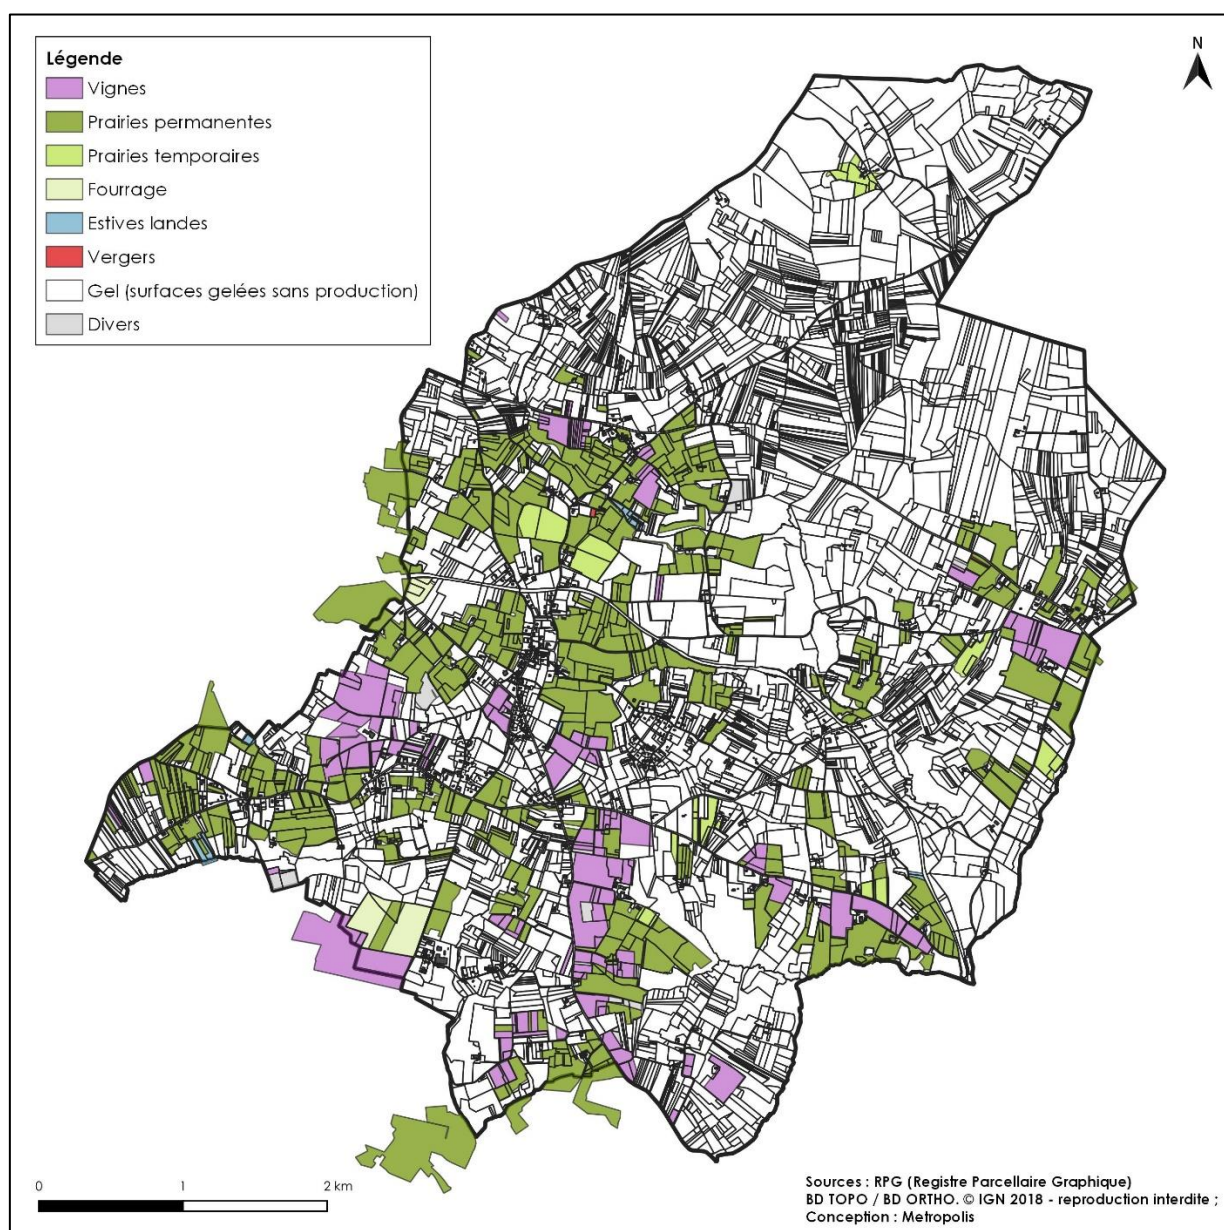 Légende
Vignes
Prairies permanentes
Prairies temporaires
Fourrage
Estives landes
Vergers
Gel (surfaces gelées sans production)
Divers
N
0 1 2 km
Sources : RPG (Registre Parcellaire Graphique)
BD TOPO / BD ORTHO. © IGN 2018 - reproduction interdite ;
Conception : Metropolis